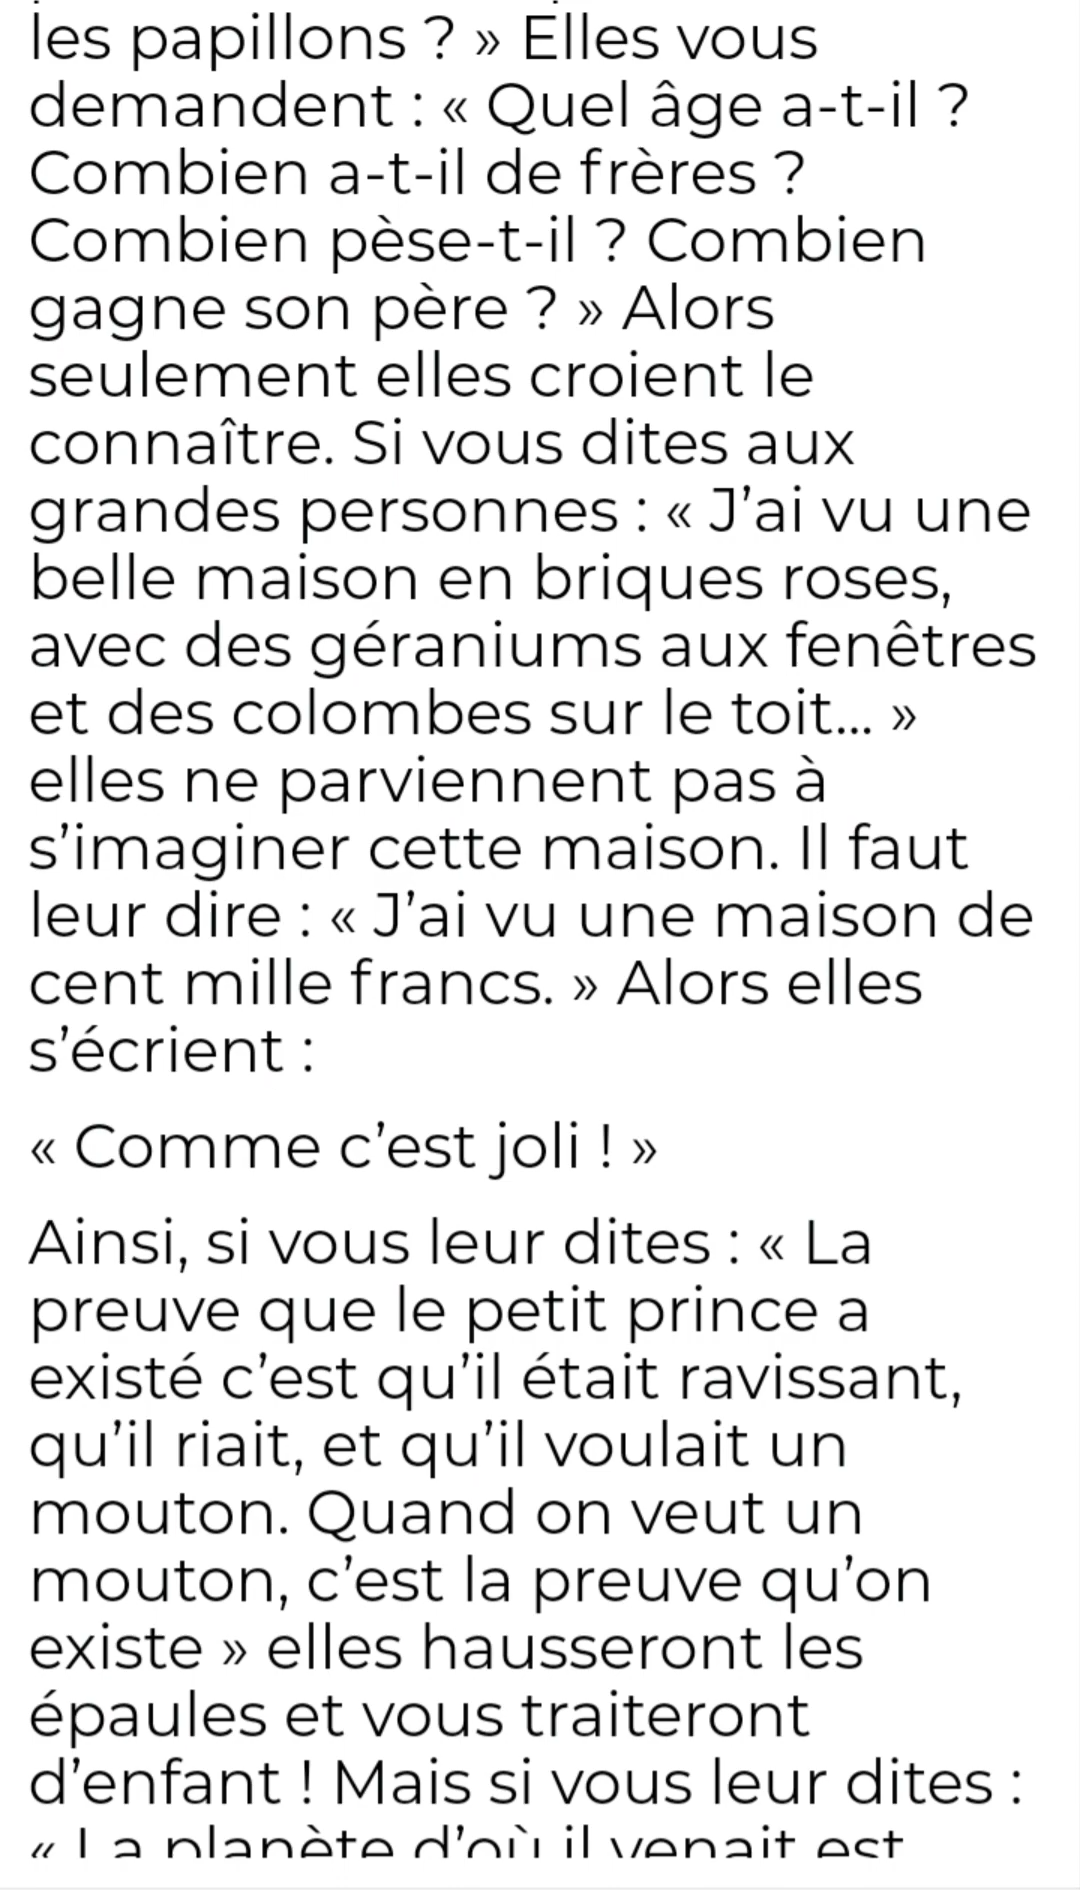 les papillons ? » Elles vous
demandent : « Quel âge a-t-il ?
Combien a-t-il de frères ?
Combien pèse-t-il ? Combien
gagne son père ? » Alors
seulement elles croient le
connaître. Si vous dites aux
grandes personnes : « J’ai vu une
belle maison en briques roses,
avec des géraniums aux fenêtres
et des colombes sur le toit... »
elles ne parviennent pas à
s’imaginer cette maison. Il faut
leur dire : « J’ai vu une maison de
cent mille francs. » Alors elles
s’écrient :
« Comme c’est joli ! »
Ainsi, si vous leur dites : « La
preuve que le petit prince a
existé c’est qu’il était ravissant,
qu’il riait, et qu’il voulait un
mouton. Quand on veut un
mouton, c’est la preuve qu’on
existe » elles hausseront les
épaules et vous traiteront
d’enfant ! Mais si vous leur dites :
« La planète d’où il venait est